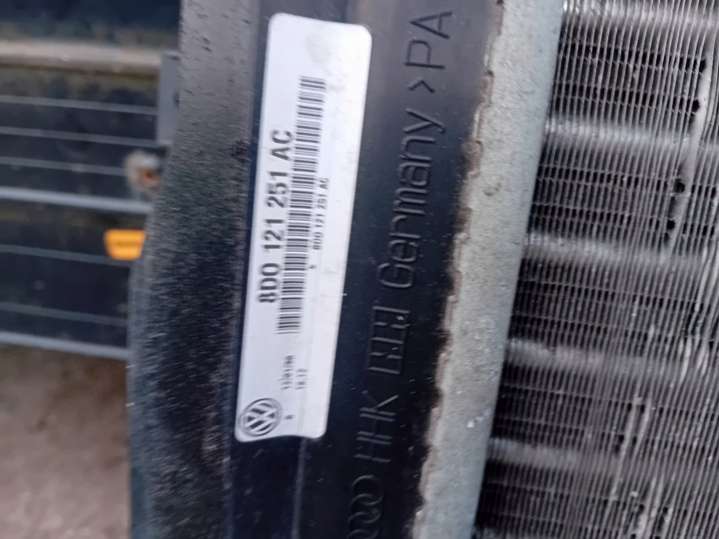 8D0 121 251 AC
* 8D0 121 251 AC *
HHK Germany >PA